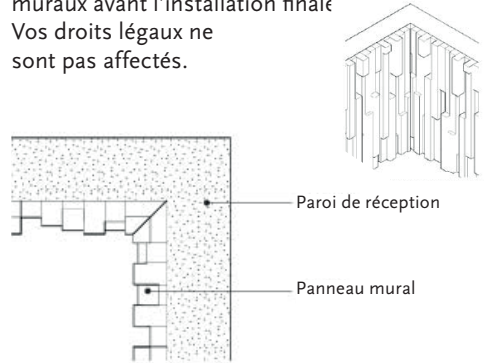 muraux avant l'installation finale
Vos droits légaux ne
sont pas affectés.
Paroi de réception
Panneau mural